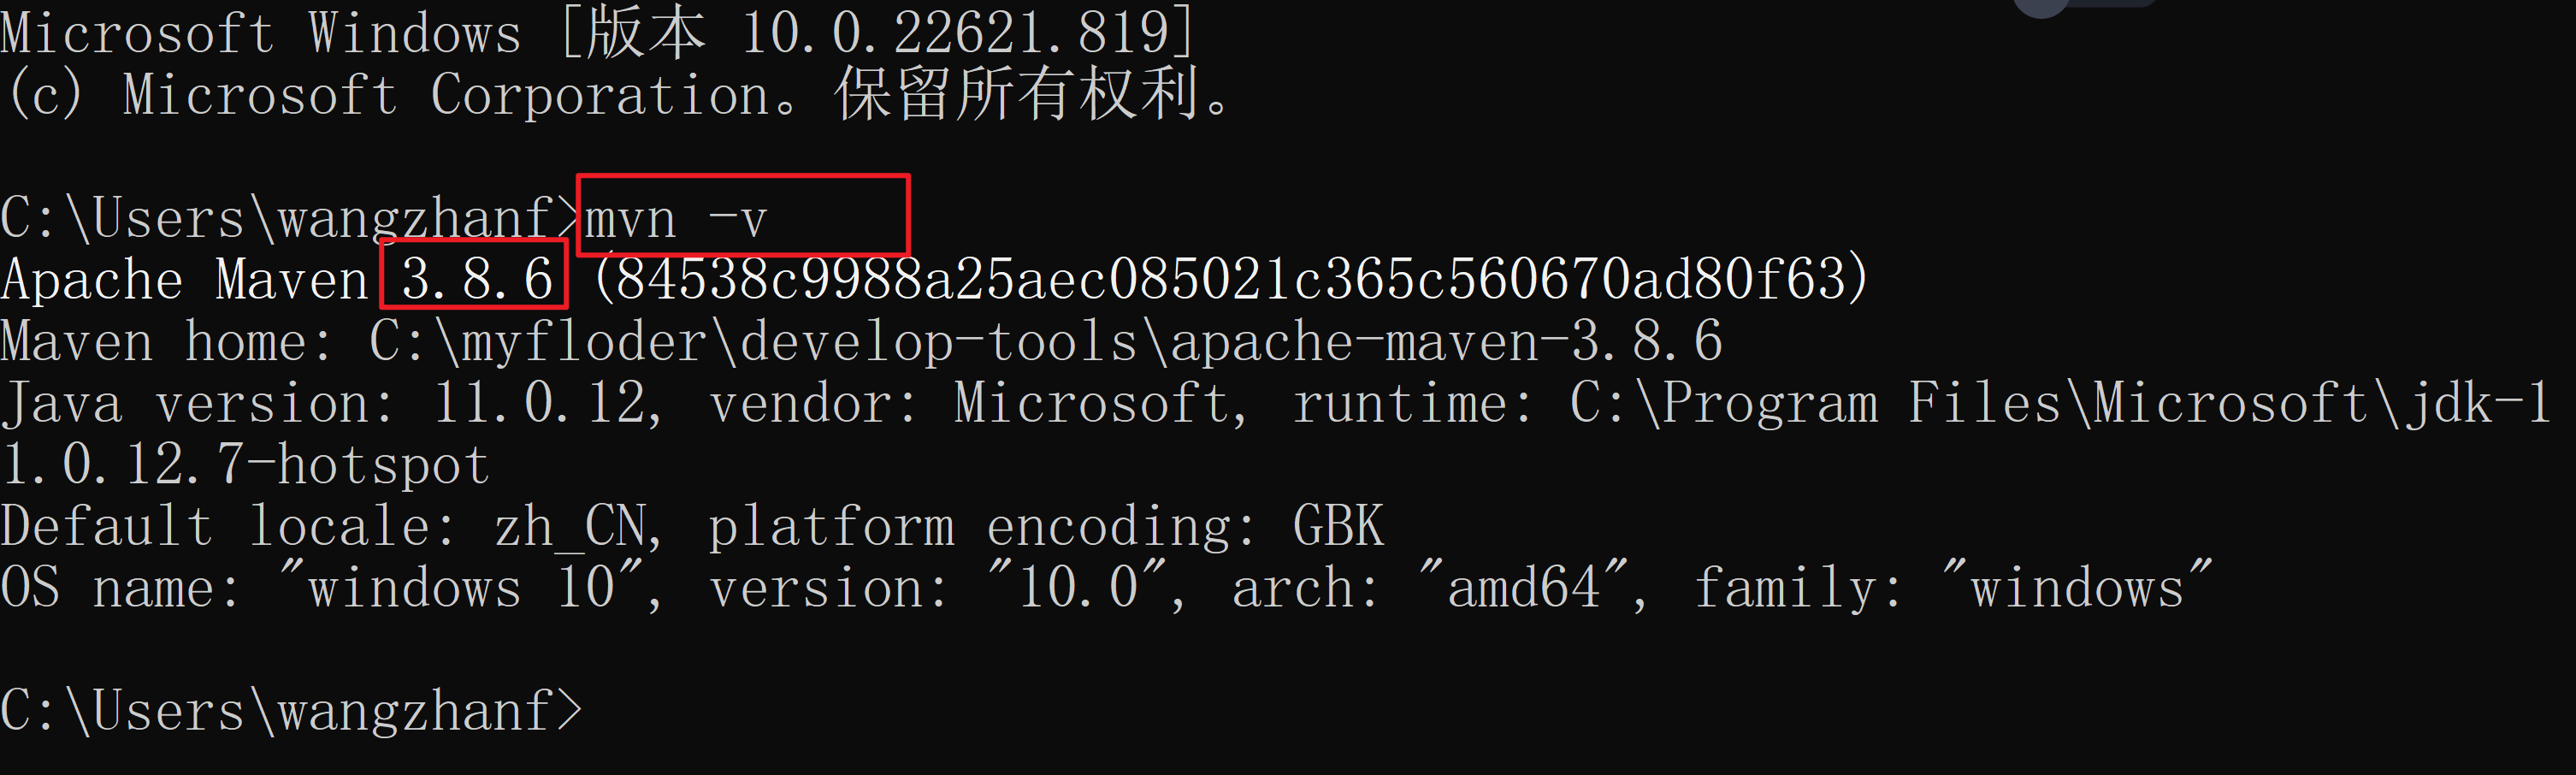 Microsoft Windows [版本 10.0.22621.819]
(c) Microsoft Corporation。保留所有权利。
C:\Users\wangzhanf>mvn -v
Apache Maven 3.8.6 (84538c9988a25aec085021c365c560670ad80f63)
Maven home: C:\myfloder\develop-tools\apache-maven-3.8.6
Java version: 11.0.12, vendor: Microsoft, runtime: C:\Program Files\Microsoft\jdk-1
1.0.12.7-hotspot
Default locale: zh_CN, platform encoding: GBK
OS name: "windows 10", version: "10.0", arch: "amd64", family: "windows"
C:\Users\wangzhanf>